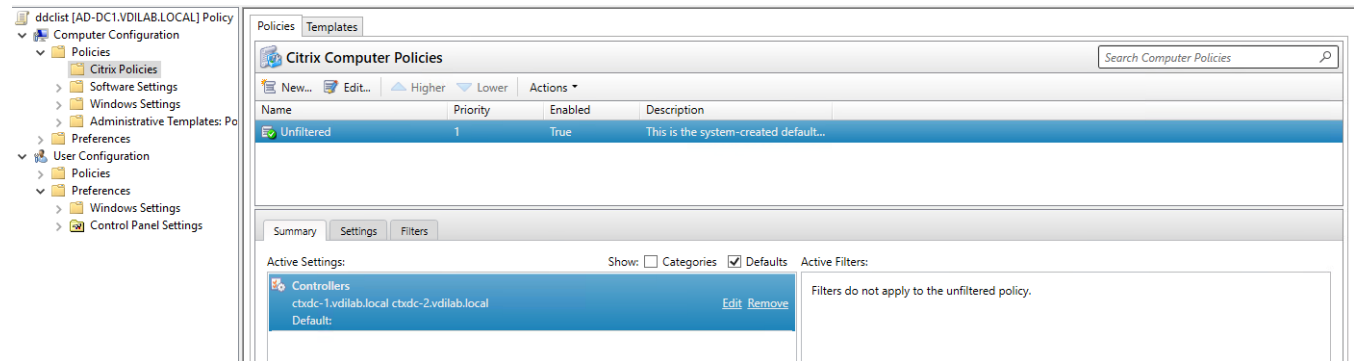 ddclist [AD-DC1.VDILAB.LOCAL] Policy
Computer Configuration
Policies
Citrix Policies
Software Settings
Windows Settings
Administrative Templates: Po
Preferences
User Configuration
Policies
Preferences
Windows Settings
Control Panel Settings
Policies Templates
Citrix Computer Policies Search Computer Policies
New... Edit... Higher Lower Actions
Name Priority Enabled Description
Unfiltered 1 True This is the system-created default...
Summary Settings Filters
Active Settings: Show: Categories Defaults Active Filters:
Controllers
ctxdc-1.vdilab.local ctxdc-2.vdilab.local Edit Remove
Default:
Filters do not apply to the unfiltered policy.